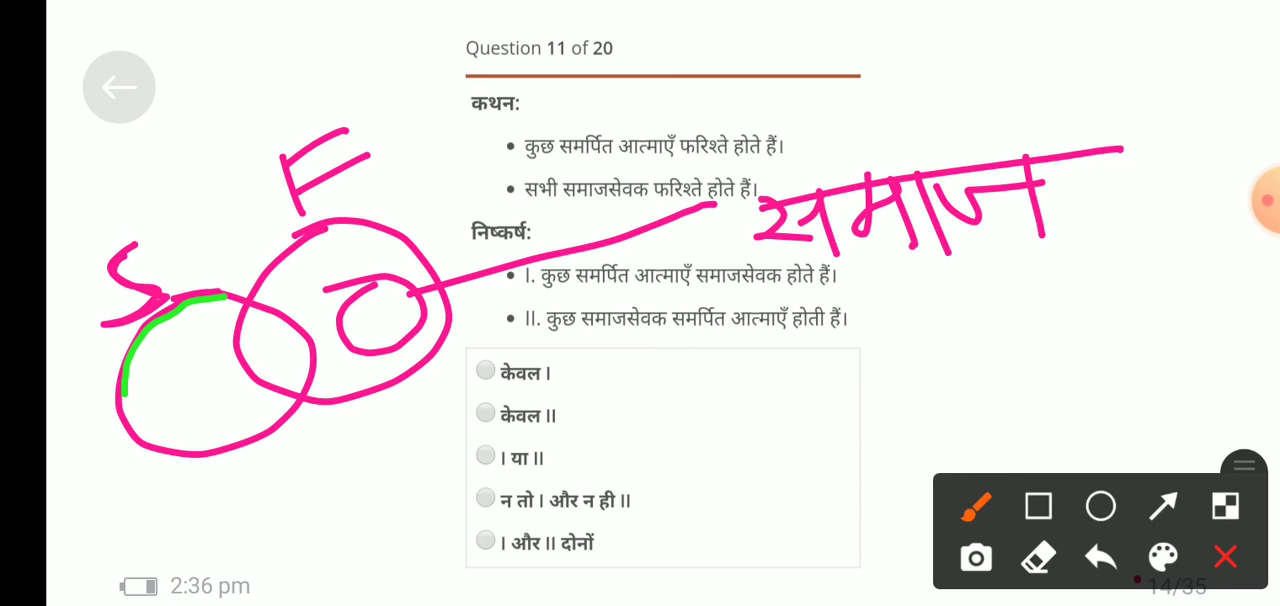 Question 11 of 20
कथन:
• कुछ समर्पित आत्माएँ फरिश्ते होते हैं।
• सभी समाजसेवक फरिश्ते होते हैं।
निष्कर्ष:
• I. कुछ समर्पित आत्माएँ समाजसेवक होते हैं।
• II. कुछ समाजसेवक समर्पित आत्माएँ होती हैं।
केवल I
केवल II
I या II
न तो I और न ही II
I और II दोनों
F
S
समाज
2:36 pm
14/35